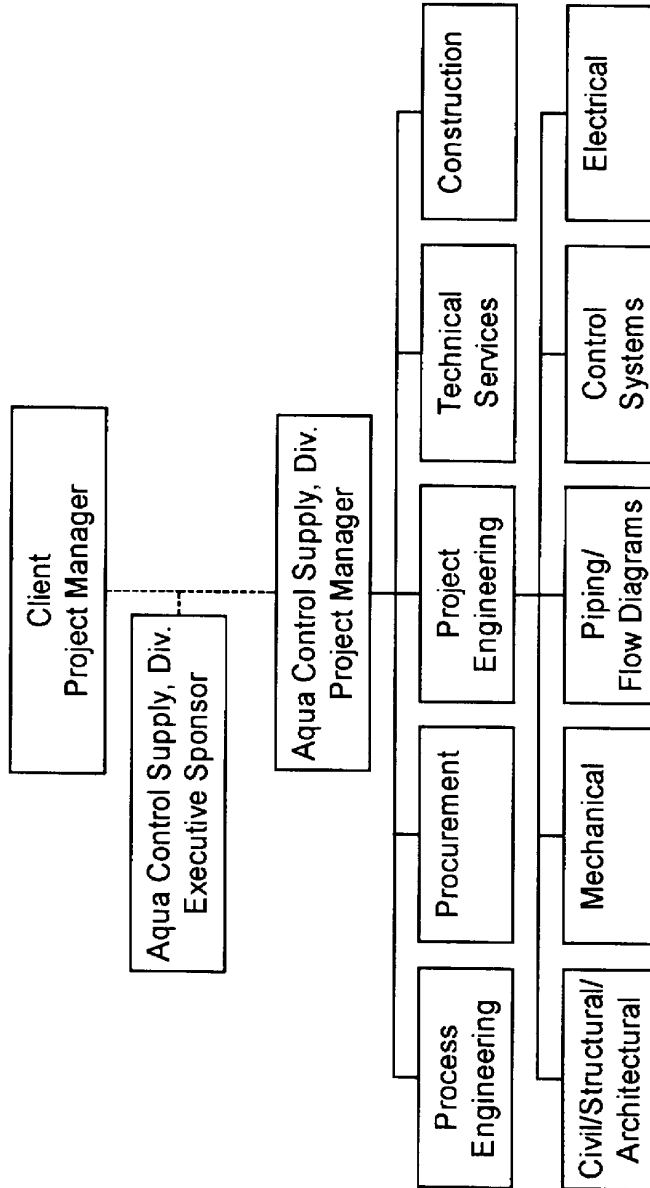 Client
Project Manager
Aqua Control Supply, Div.
Executive Sponsor
Aqua Control Supply, Div.
Project Manager
Process
Engineering
Procurement
Project
Engineering
Technical
Services
Construction
Civil/Structural/
Architectural
Mechanical
Piping/
Flow Diagrams
Control
Systems
Electrical